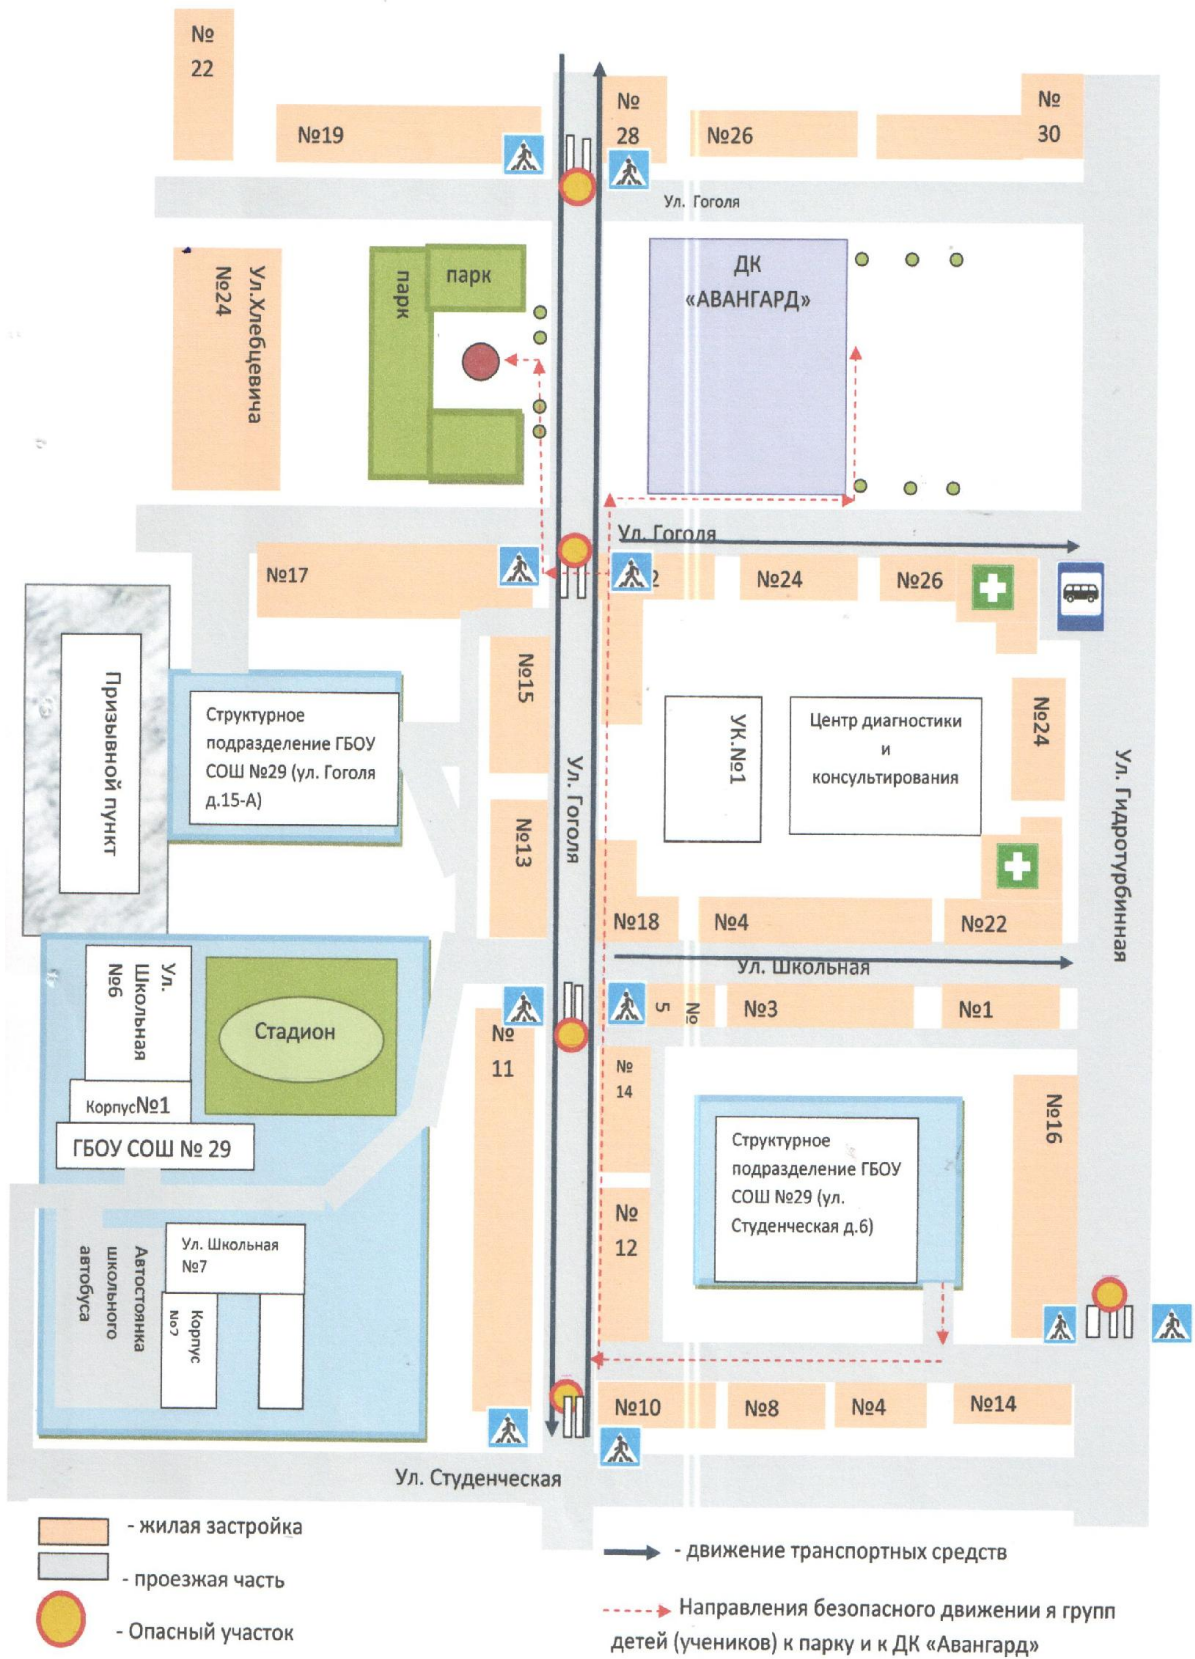 №
22
№19
№
28
№26
№
30
Ул. Гоголя
Ул.Хлебцевича
№24
парк
парк
ДК
«АВАНГАРД»
Ул. Гоголя
№17
2
№24
№26
Призывной пункт
Структурное
подразделение ГБОУ
СОШ №29 (ул. Гоголя
д.15-А)
№15
№13
Ул. Гоголя
УК.№1
Центр диагностики
и
консультирования
№24
Ул. Гидротурбинная
№18
№4
№22
Ул. Школьная
Ул.
Школьная
№6
Стадион
№
11
№
5
№3
№1
№
14
Корпус№1
ГБОУ СОШ № 29
Структурное
подразделение ГБОУ
СОШ №29 (ул.
Студенческая д.6)
№16
№
12
Автостоянка
школьного
автобуса
Ул. Школьная
№7
Корпус
№2
№10
№8
№4
№14
Ул. Студенческая
- жилая застройка
- проезжая часть
- Опасный участок
- движение транспортных средств
Направления безопасного движении я групп
детей (учеников) к парку и к ДК «Авангард»